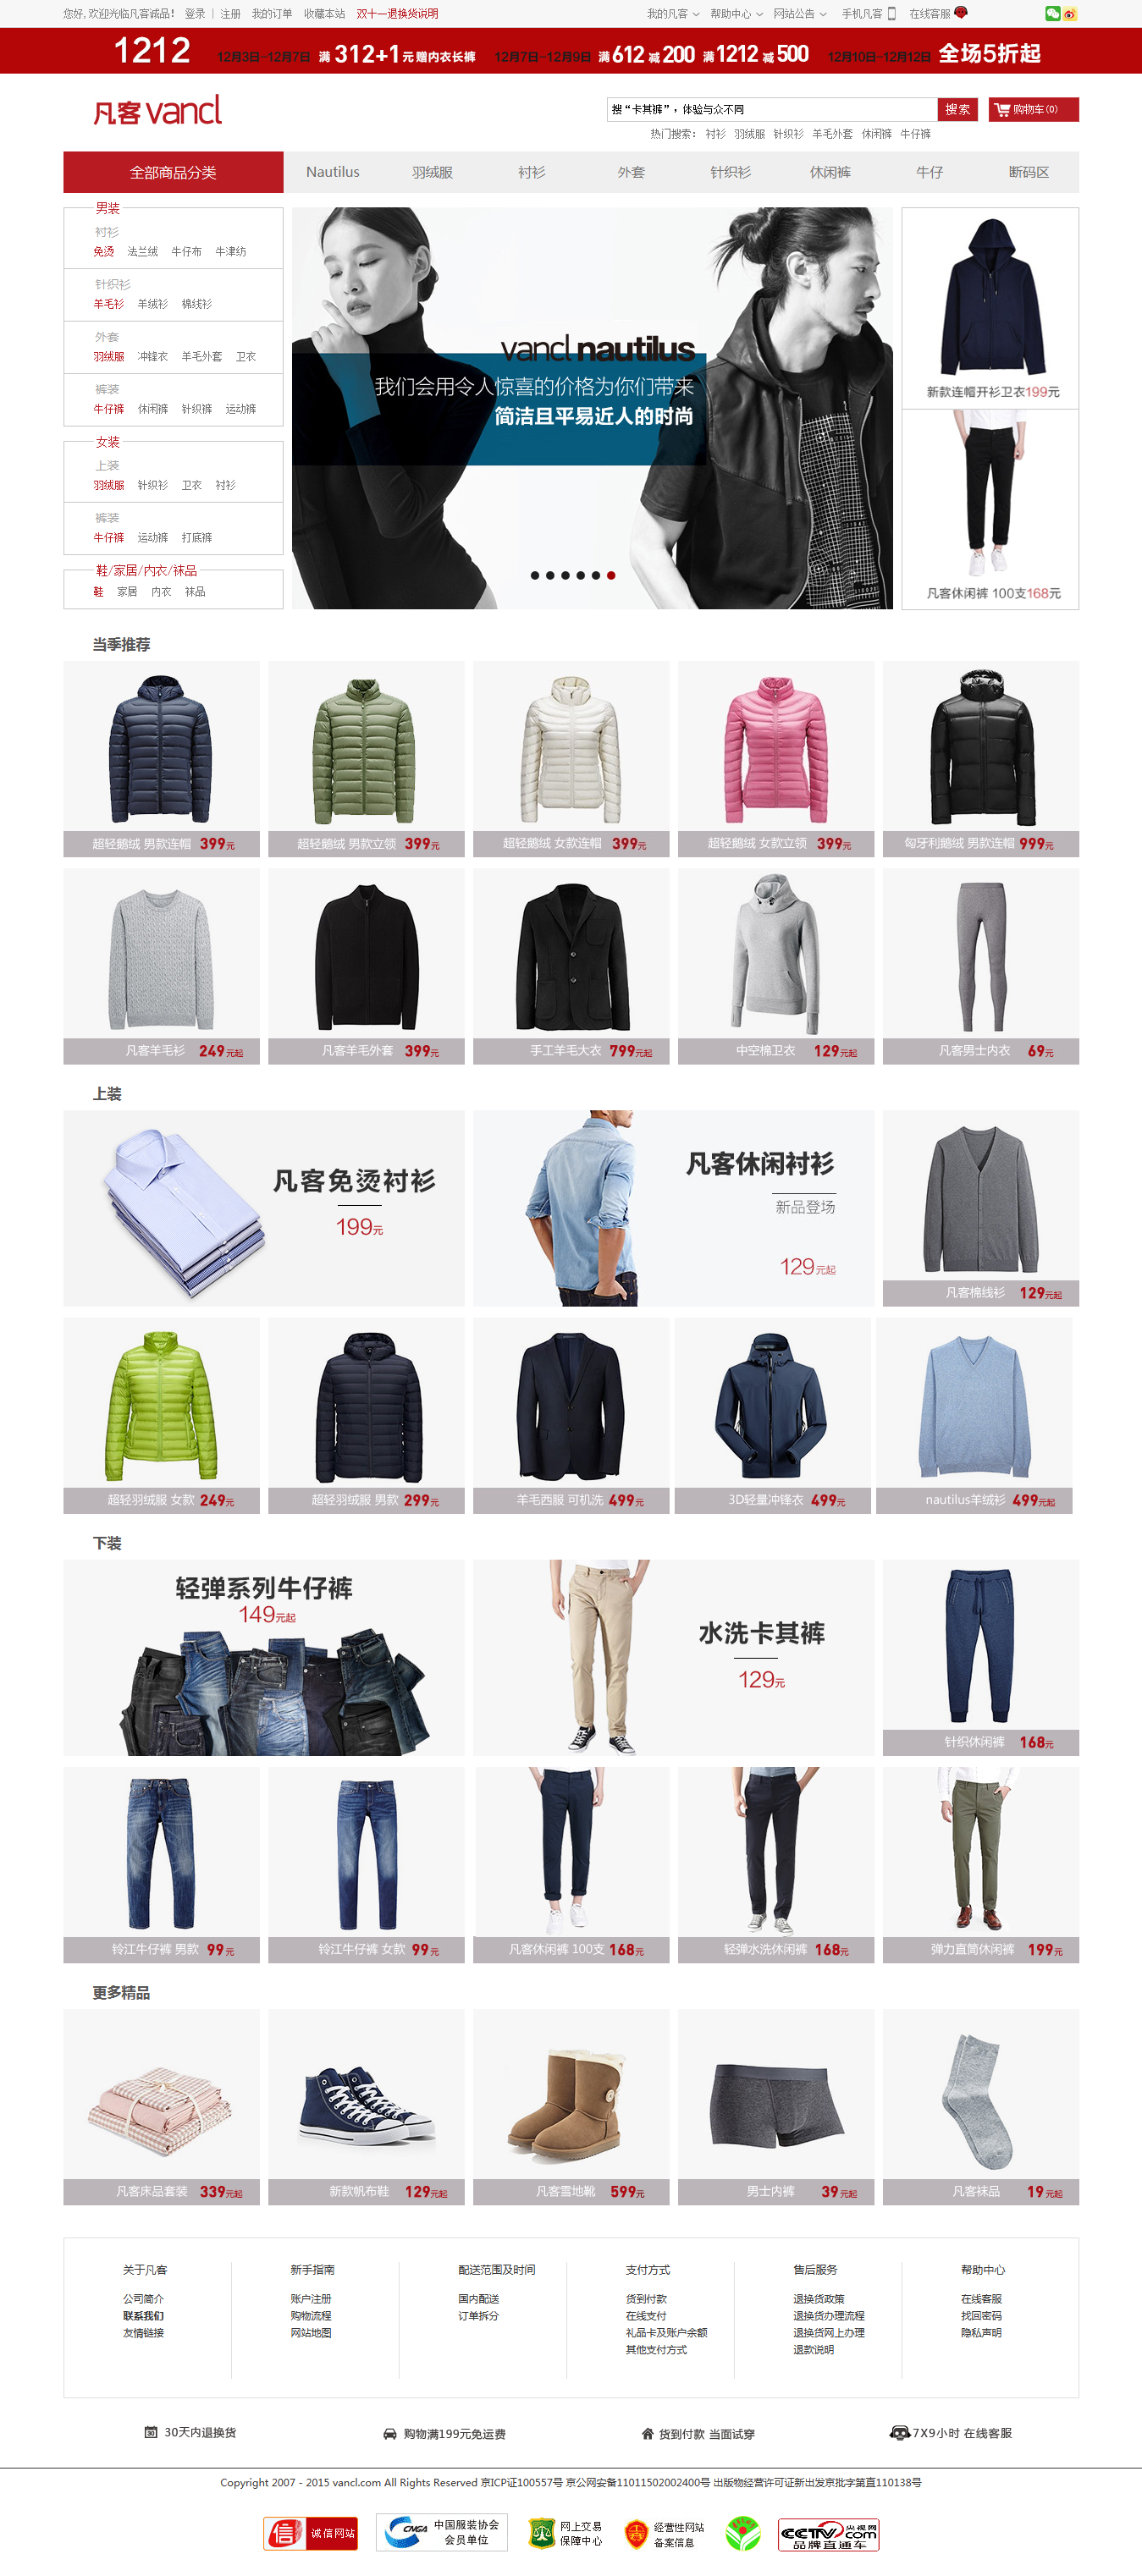 您好,欢迎光临凡客诚品! 登录 | 注册 我的订单 收藏本站 双十一退换货说明 我的凡客 帮助中心 网站公告 手机凡客 在线客服
1212 12月3日-12月7日 满312+1元赠内衣长裤 12月7日-12月9日 满612减200 满1212减500 12月10日-12月12日 全场5折起
凡客vancl
搜“卡其裤”，体验与众不同 搜索 购物车(0)
热门搜索： 衬衫 羽绒服 针织衫 羊毛外套 休闲裤 牛仔裤
全部商品分类 Nautilus 羽绒服 衬衫 外套 针织衫 休闲裤 牛仔 断码区
男装
衬衫
免烫 法兰绒 牛仔布 牛津纺
针织衫
羊毛衫 羊绒衫 棉线衫
外套
羽绒服 冲锋衣 羊毛外套 卫衣
裤装
牛仔裤 休闲裤 针织裤 运动裤
女装
上装
羽绒服 针织衫 卫衣 衬衫
裤装
牛仔裤 运动裤 打底裤
鞋/家居/内衣/袜品
鞋 家居 内衣 袜品
vancl nautilus
我们会用令人惊喜的价格为你们带来
简洁且平易近人的时尚
新款连帽开衫卫衣199元
凡客休闲裤 100支168元
当季推荐
超轻鹅绒 男款连帽 399元
超轻鹅绒 男款立领 399元
超轻鹅绒 女款连帽 399元
超轻鹅绒 女款立领 399元
匈牙利鹅绒 男款连帽 999元
凡客羊毛衫 249元起
凡客羊毛外套 399元
手工羊毛大衣 799元起
中空棉卫衣 129元起
凡客男士内衣 69元
上装
凡客免烫衬衫
199元
凡客休闲衬衫
新品登场
129元起
凡客棉线衫 129元起
超轻羽绒服 女款 249元
超轻羽绒服 男款 299元
羊毛西服 可机洗 499元
3D轻量冲锋衣 499元
nautilus羊绒衫 499元起
下装
轻弹系列牛仔裤
149元起
水洗卡其裤
129元
针织休闲裤 168元
铃江牛仔裤 男款 99元
铃江牛仔裤 女款 99元
凡客休闲裤 100支 168元
轻弹水洗休闲裤 168元
弹力直筒休闲裤 199元
更多精品
凡客床品套装 339元起
新款帆布鞋 129元起
凡客雪地靴 599元
男士内裤 39元起
凡客袜品 19元起
关于凡客
公司简介
联系我们
友情链接
新手指南
账户注册
购物流程
网站地图
配送范围及时间
国内配送
订单拆分
支付方式
货到付款
在线支付
礼品卡及账户余额
其他支付方式
售后服务
退换货政策
退换货办理流程
退换货网上办理
退款说明
帮助中心
在线客服
找回密码
隐私声明
30 30天内退换货
购物满199元免运费
货到付款 当面试穿
7X9小时 在线客服
Copyright 2007 - 2015 vancl.com All Rights Reserved 京ICP证100557号 京公网安备11011502002400号 出版物经营许可证新出发京批字第直110138号
信 诚信网站
CNGA 中国服装协会
会员单位
网上交易
保障中心
经营性网站
备案信息
CCTV.com 央视网
品牌直通车